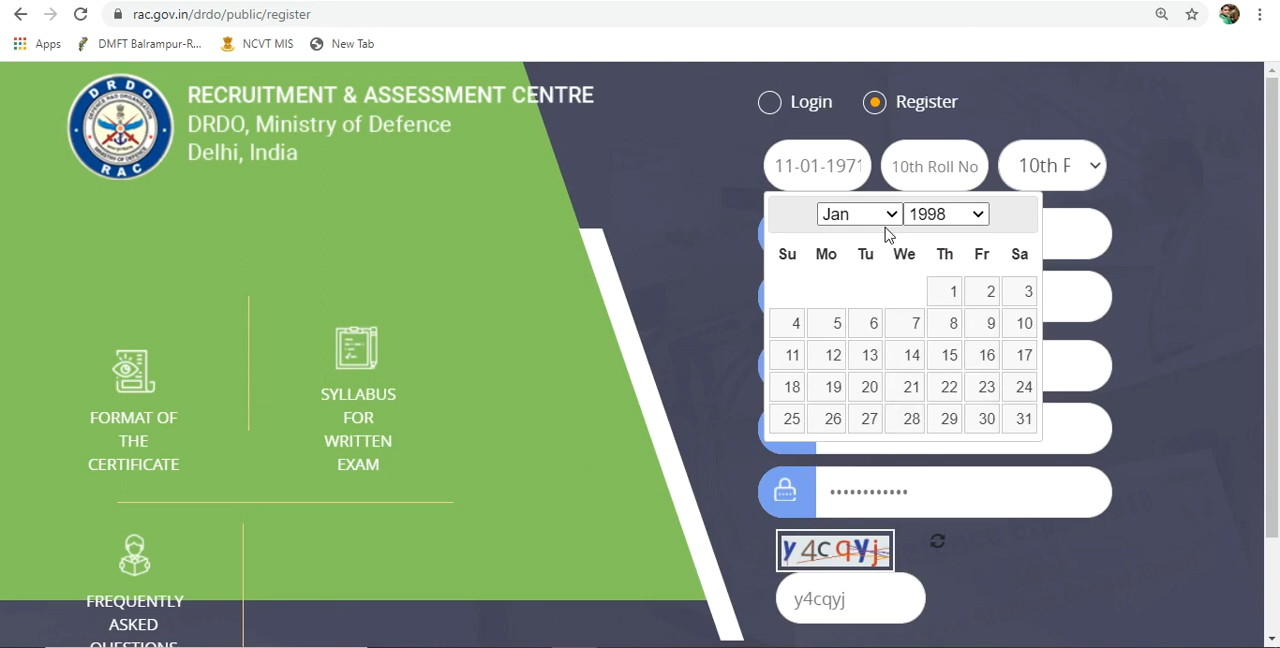 rac.gov.in/drdo/public/register
Apps
DMFT Balrampur-R...
NCVT MIS
New Tab
DRDO
RAC
RECRUITMENT & ASSESSMENT CENTRE
DRDO, Ministry of Defence
Delhi, India
Login
Register
11-01-1971
10th Roll No
10th F
Jan 1998
Su Mo Tu We Th Fr Sa
1 2 3
4 5 6 7 8 9 10
11 12 13 14 15 16 17
18 19 20 21 22 23 24
25 26 27 28 29 30 31
FORMAT OF
THE
CERTIFICATE
SYLLABUS
FOR
WRITTEN
EXAM
y4cqyj
y4cqyj
FREQUENTLY
ASKED
QUESTIONS